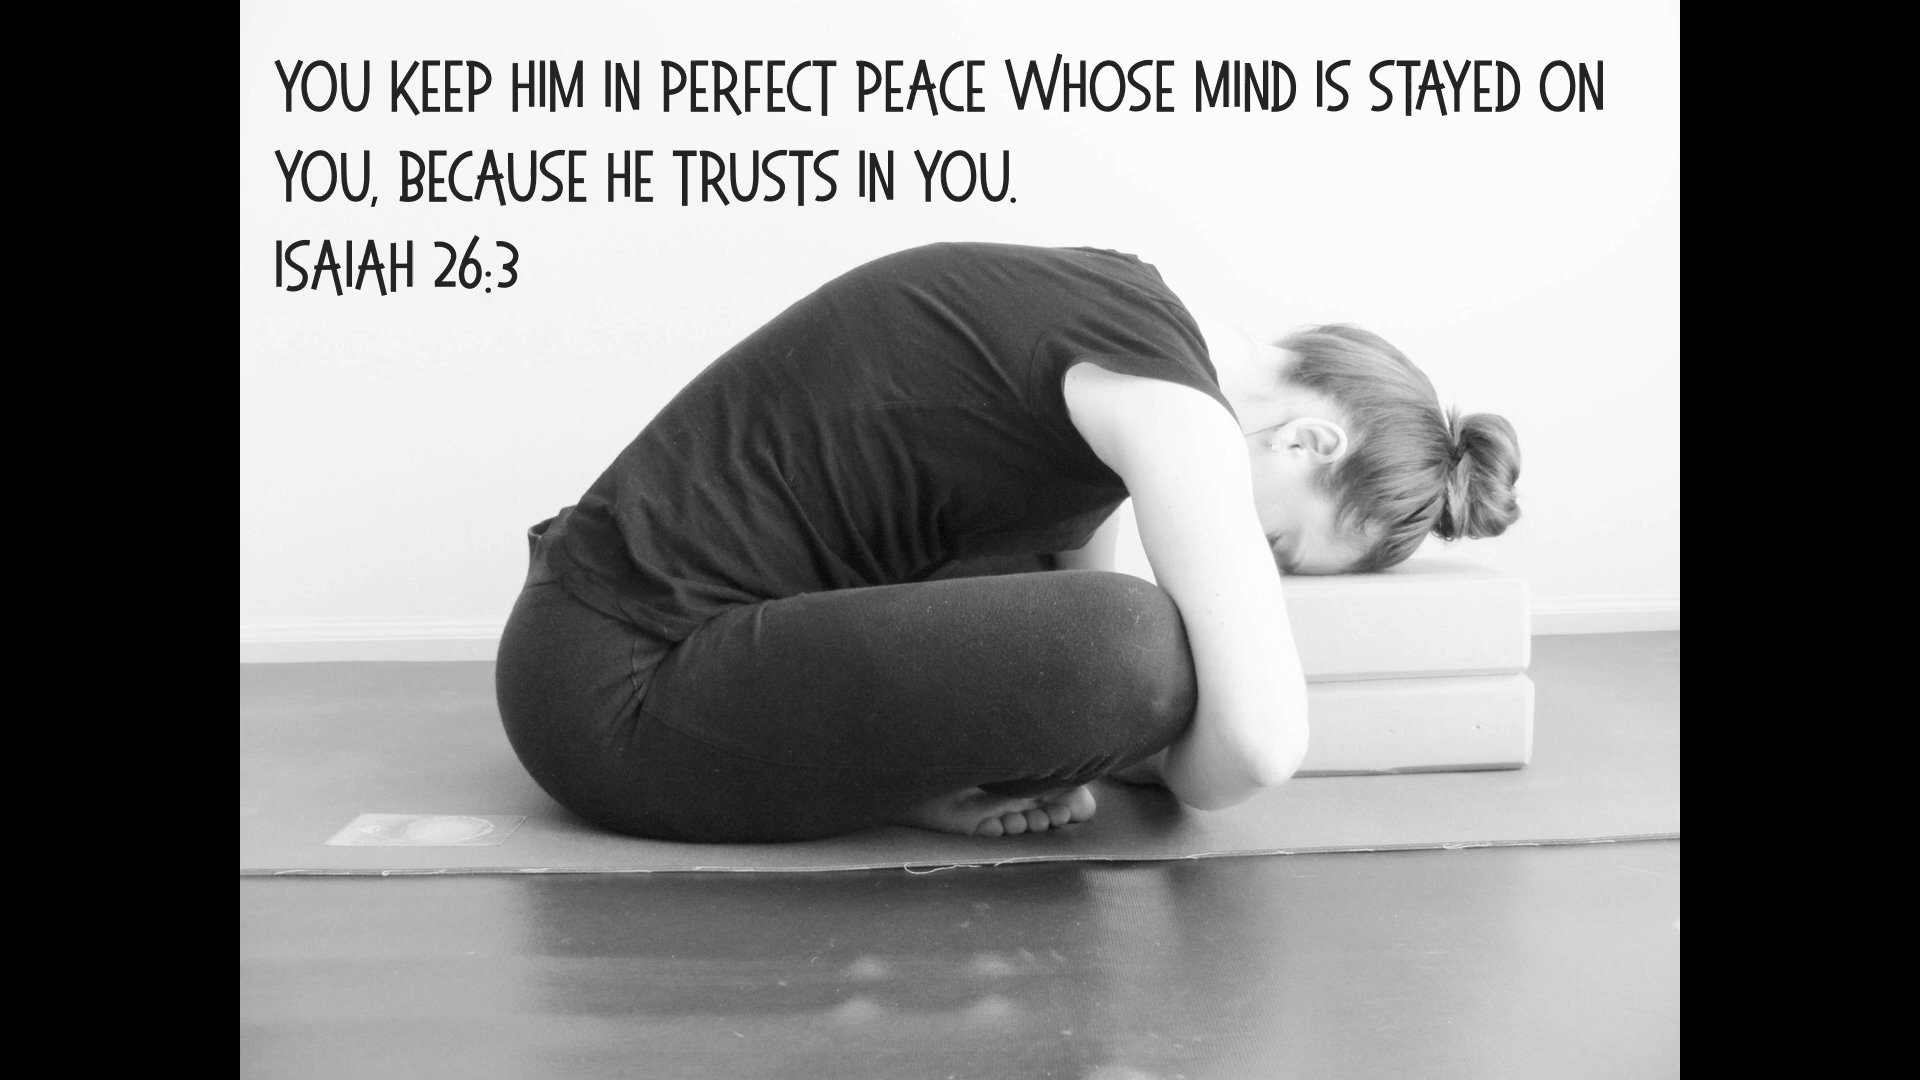 YOU KEEP HIM IN PERFECT PEACE WHOSE MIND IS STAYED ON
YOU, BECAUSE HE TRUSTS IN YOU.
ISAIAH 26:3